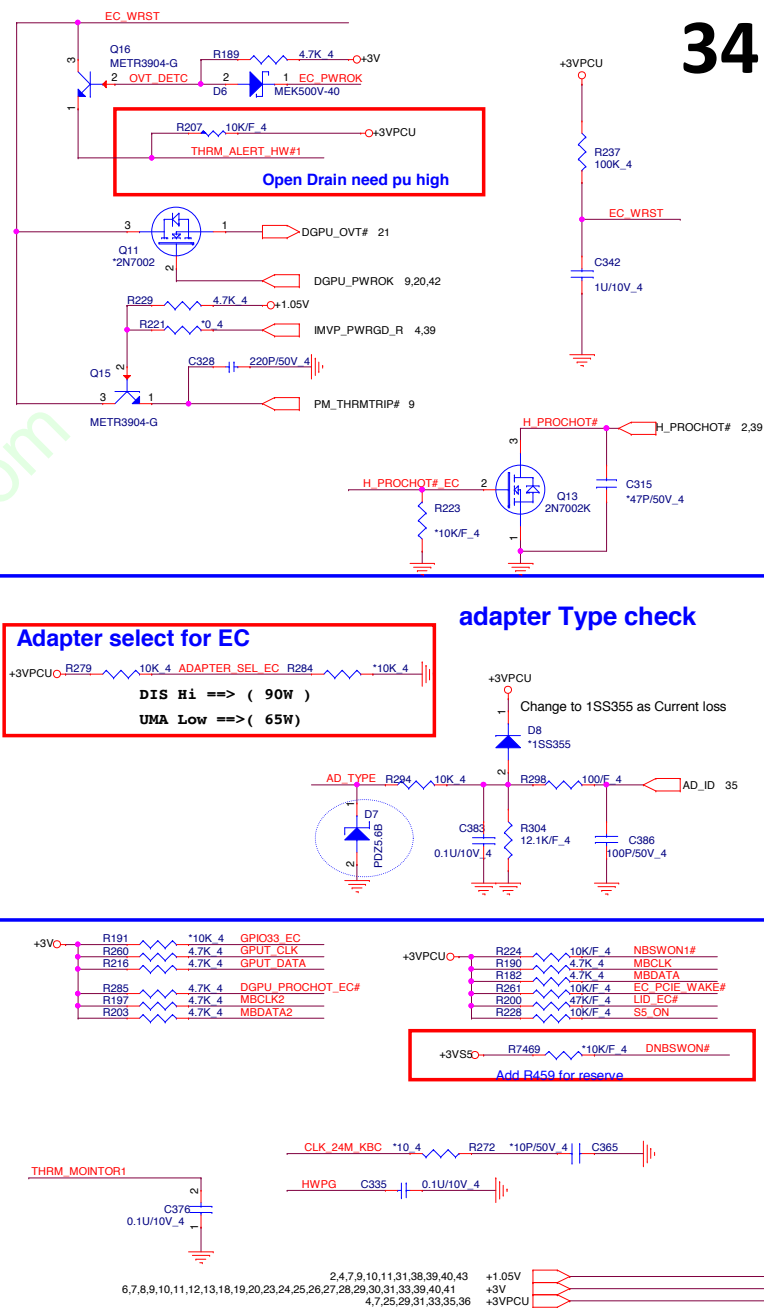 EC_WRST
34
Q16
METR3904-G
R189 4.7K_4 +3V
3
2 OVT_DETC 2 1 EC_PWROK
D6 MEK500V-40
1
+3VPCU
R207 10K/F_4 +3VPCU
THRM_ALERT_HW#1
Open Drain need pu high
R237
100K_4
EC_WRST
3 1 DGPU_OVT# 21
Q11
*2N7002
2
DGPU_PWROK 9,20,42
C342
1U/10V_4
R229 4.7K_4 +1.05V
R221 *0_4 IMVP_PWRGD_R 4,39
Q15
2
C328 220P/50V_4
3 1 PM_THRMTRIP# 9
METR3904-G
om
H_PROCHOT# H_PROCHOT# 2,39
3
H_PROCHOT#_EC 2
Q13
2N7002K
C315
*47P/50V_4
R223
*10K/F_4
1
adapter Type check
Adapter select for EC
+3VPCU R279 10K_4 ADAPTER_SEL_EC R284 *10K_4
DIS Hi ==> ( 90W )
UMA Low ==>( 65W)
+3VPCU
1
Change to 1SS355 as Current loss
D8
*1SS355
2
AD_TYPE R294 10K_4 R298 100/F_4 AD_ID 35
1
D7
PDZ5.6B
2
C383
0.1U/10V_4
R304
12.1K/F_4
C386
100P/50V_4
+3V
R191 *10K_4 GPIO33_EC
R260 4.7K_4 GPUT_CLK
R216 4.7K_4 GPUT_DATA
R285 4.7K_4 DGPU_PROCHOT_EC#
R197 4.7K_4 MBCLK2
R203 4.7K_4 MBDATA2
+3VPCU
R224 10K/F_4 NBSWON1#
R190 4.7K_4 MBCLK
R182 4.7K_4 MBDATA
R261 10K/F_4 EC_PCIE_WAKE#
R200 47K/F_4 LID_EC#
R228 10K/F_4 S5_ON
+3VS5 R7469 *10K/F_4 DNBSWON#
Add R459 for reserve
CLK_24M_KBC *10_4 R272 *10P/50V_4 C365
THRM_MOINTOR1
HWPG C335 0.1U/10V_4
2
C376
0.1U/10V_4
1
2,4,7,9,10,11,31,38,39,40,43 +1.05V
6,7,8,9,10,11,12,13,18,19,20,23,24,25,26,27,28,29,30,31,33,39,40,41 +3V
4,7,25,29,31,33,35,36 +3VPCU